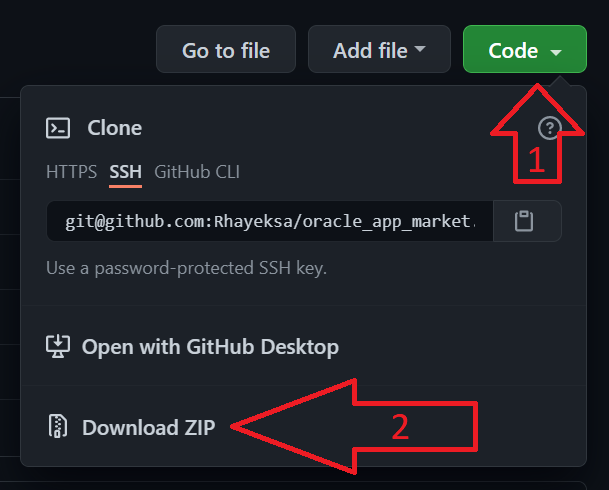 Go to file
Add file
Code
Clone
?
1
HTTPS SSH GitHub CLI
git@github.com:Rhayeksa/oracle_app_market.
Use a password-protected SSH key.
Open with GitHub Desktop
Download ZIP
2